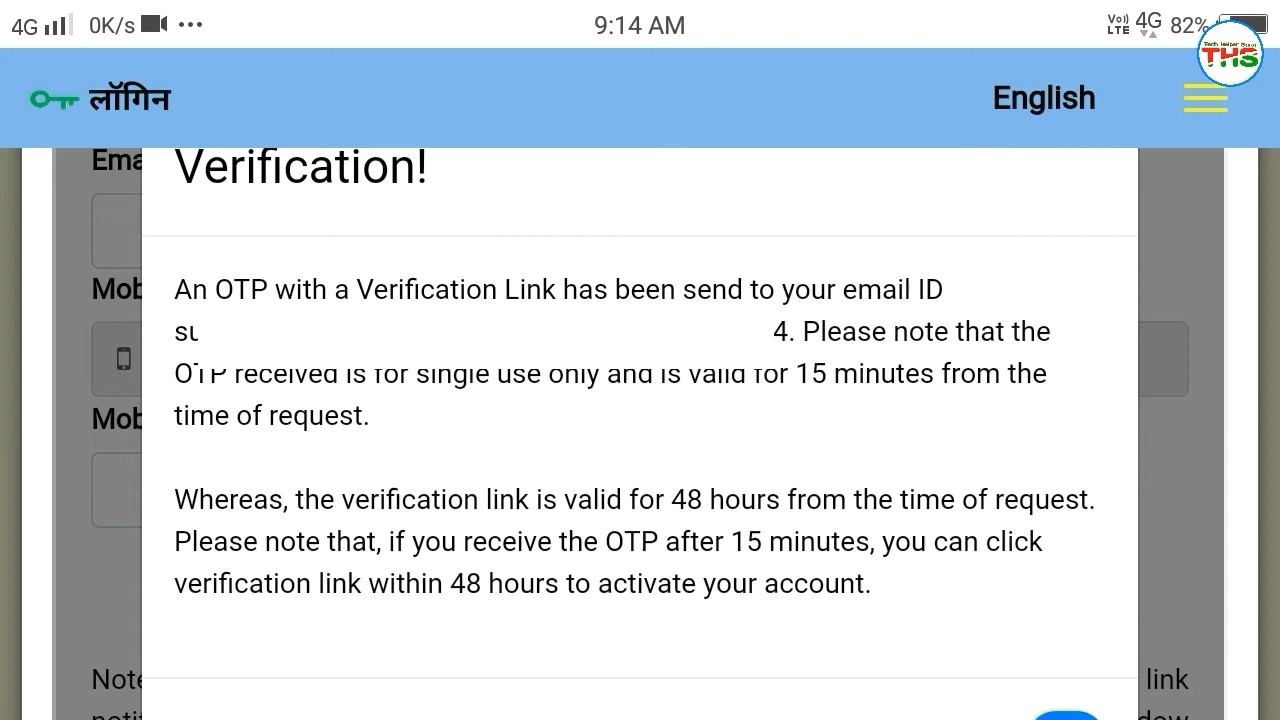 4G 0K/s 9:14 AM Vo)) LTE 4G 82%
Tech Helper
THS
लॉगिन English
Ema
Verification!
An OTP with a Verification Link has been send to your email ID
Mob
su 4. Please note that the
OTP received is for single use only and is valid for 15 minutes from the
time of request.
Mob
Whereas, the verification link is valid for 48 hours from the time of request.
Please note that, if you receive the OTP after 15 minutes, you can click
verification link within 48 hours to activate your account.
Note link